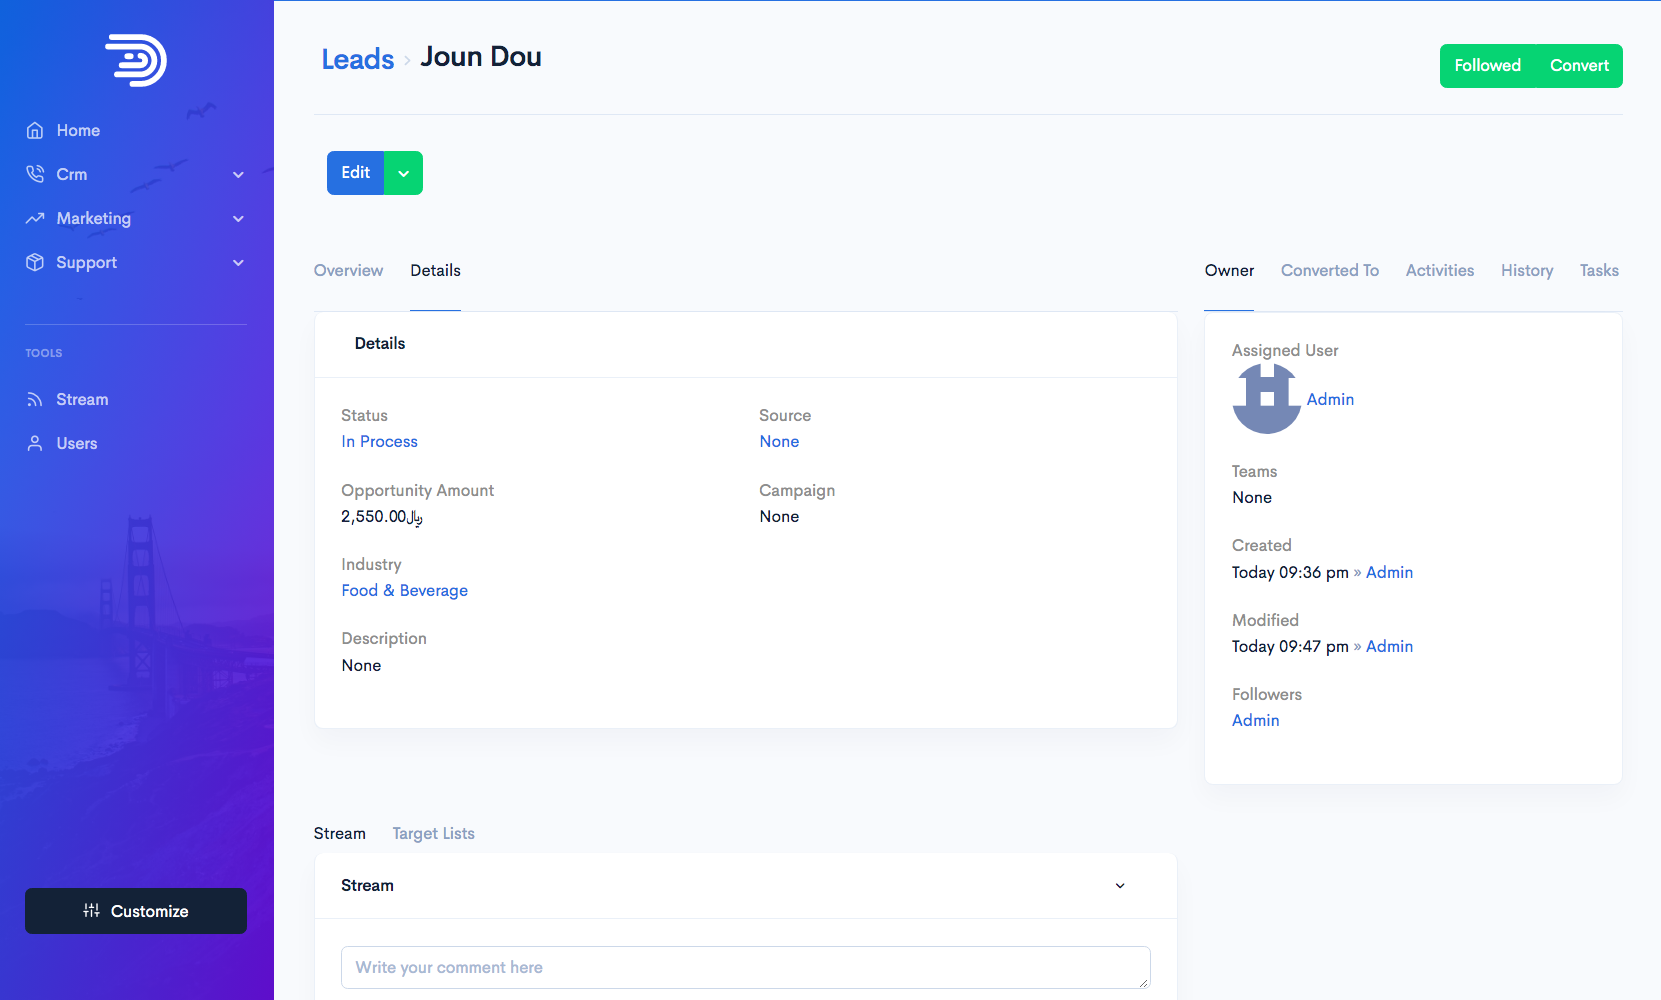 Leads › Joun Dou
Followed
Convert
Home
Crm
Marketing
Support
TOOLS
Stream
Users
Customize
Edit
Overview
Details
Details
Status
In Process
Source
None
Opportunity Amount
2,550.00﷼
Campaign
None
Industry
Food & Beverage
Description
None
Owner
Converted To
Activities
History
Tasks
Assigned User
Admin
Teams
None
Created
Today 09:36 pm » Admin
Modified
Today 09:47 pm » Admin
Followers
Admin
Stream
Target Lists
Stream
Write your comment here